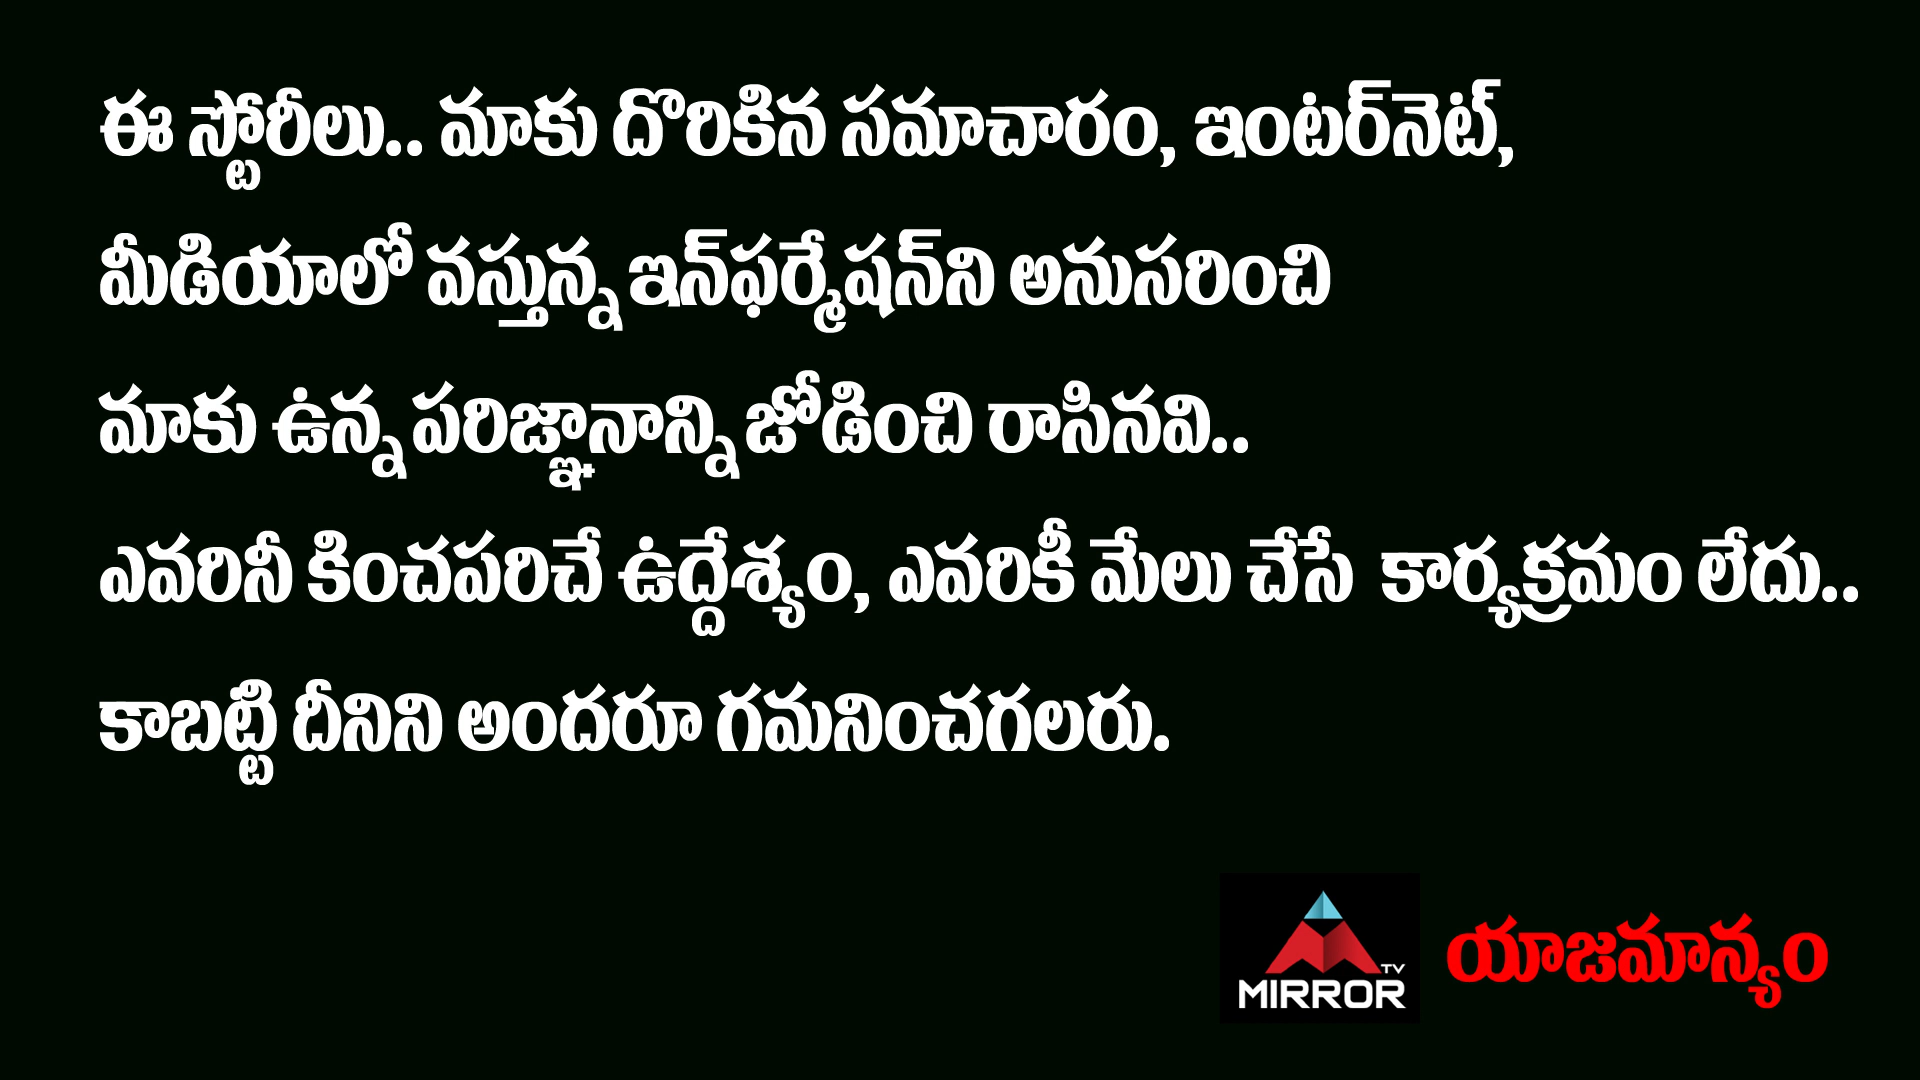 ఈ స్టోరీలు.. మాకు దొరికిన సమాచారం, ఇంటర్‌నెట్,
మీడియాలో వస్తున్న ఇన్‌ఫర్మేషన్‌ని అనుసరించి
మాకు ఉన్న పరిజ్ఞానాన్ని జోడించి రాసినవి..
ఎవరినీ కించపరిచే ఉద్దేశ్యం, ఎవరికీ మేలు చేసే కార్యక్రమం లేదు..
కాబట్టి దీనిని అందరూ గమనించగలరు.
TV
MIRROR
యాజమాన్యం